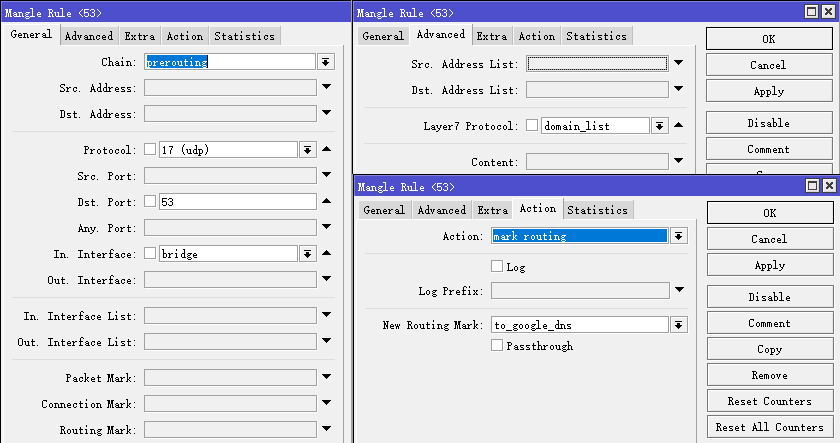 Mangle Rule <53>
General Advanced Extra Action Statistics
Chain: prerouting
Src. Address:
Dst. Address:
Protocol: 17 (udp)
Src. Port:
Dst. Port: 53
Any. Port:
In. Interface: bridge
Out. Interface:
In. Interface List:
Out. Interface List:
Packet Mark:
Connection Mark:
Routing Mark:
Mangle Rule <53>
General Advanced Extra Action Statistics
Src. Address List:
Dst. Address List:
Layer7 Protocol: domain_list
Content:
OK
Cancel
Apply
Disable
Comment
Mangle Rule <53>
General Advanced Extra Action Statistics
Action: mark routing
Log
Log Prefix:
New Routing Mark: to_google_dns
Passthrough
OK
Cancel
Apply
Disable
Comment
Copy
Remove
Reset Counters
Reset All Counters